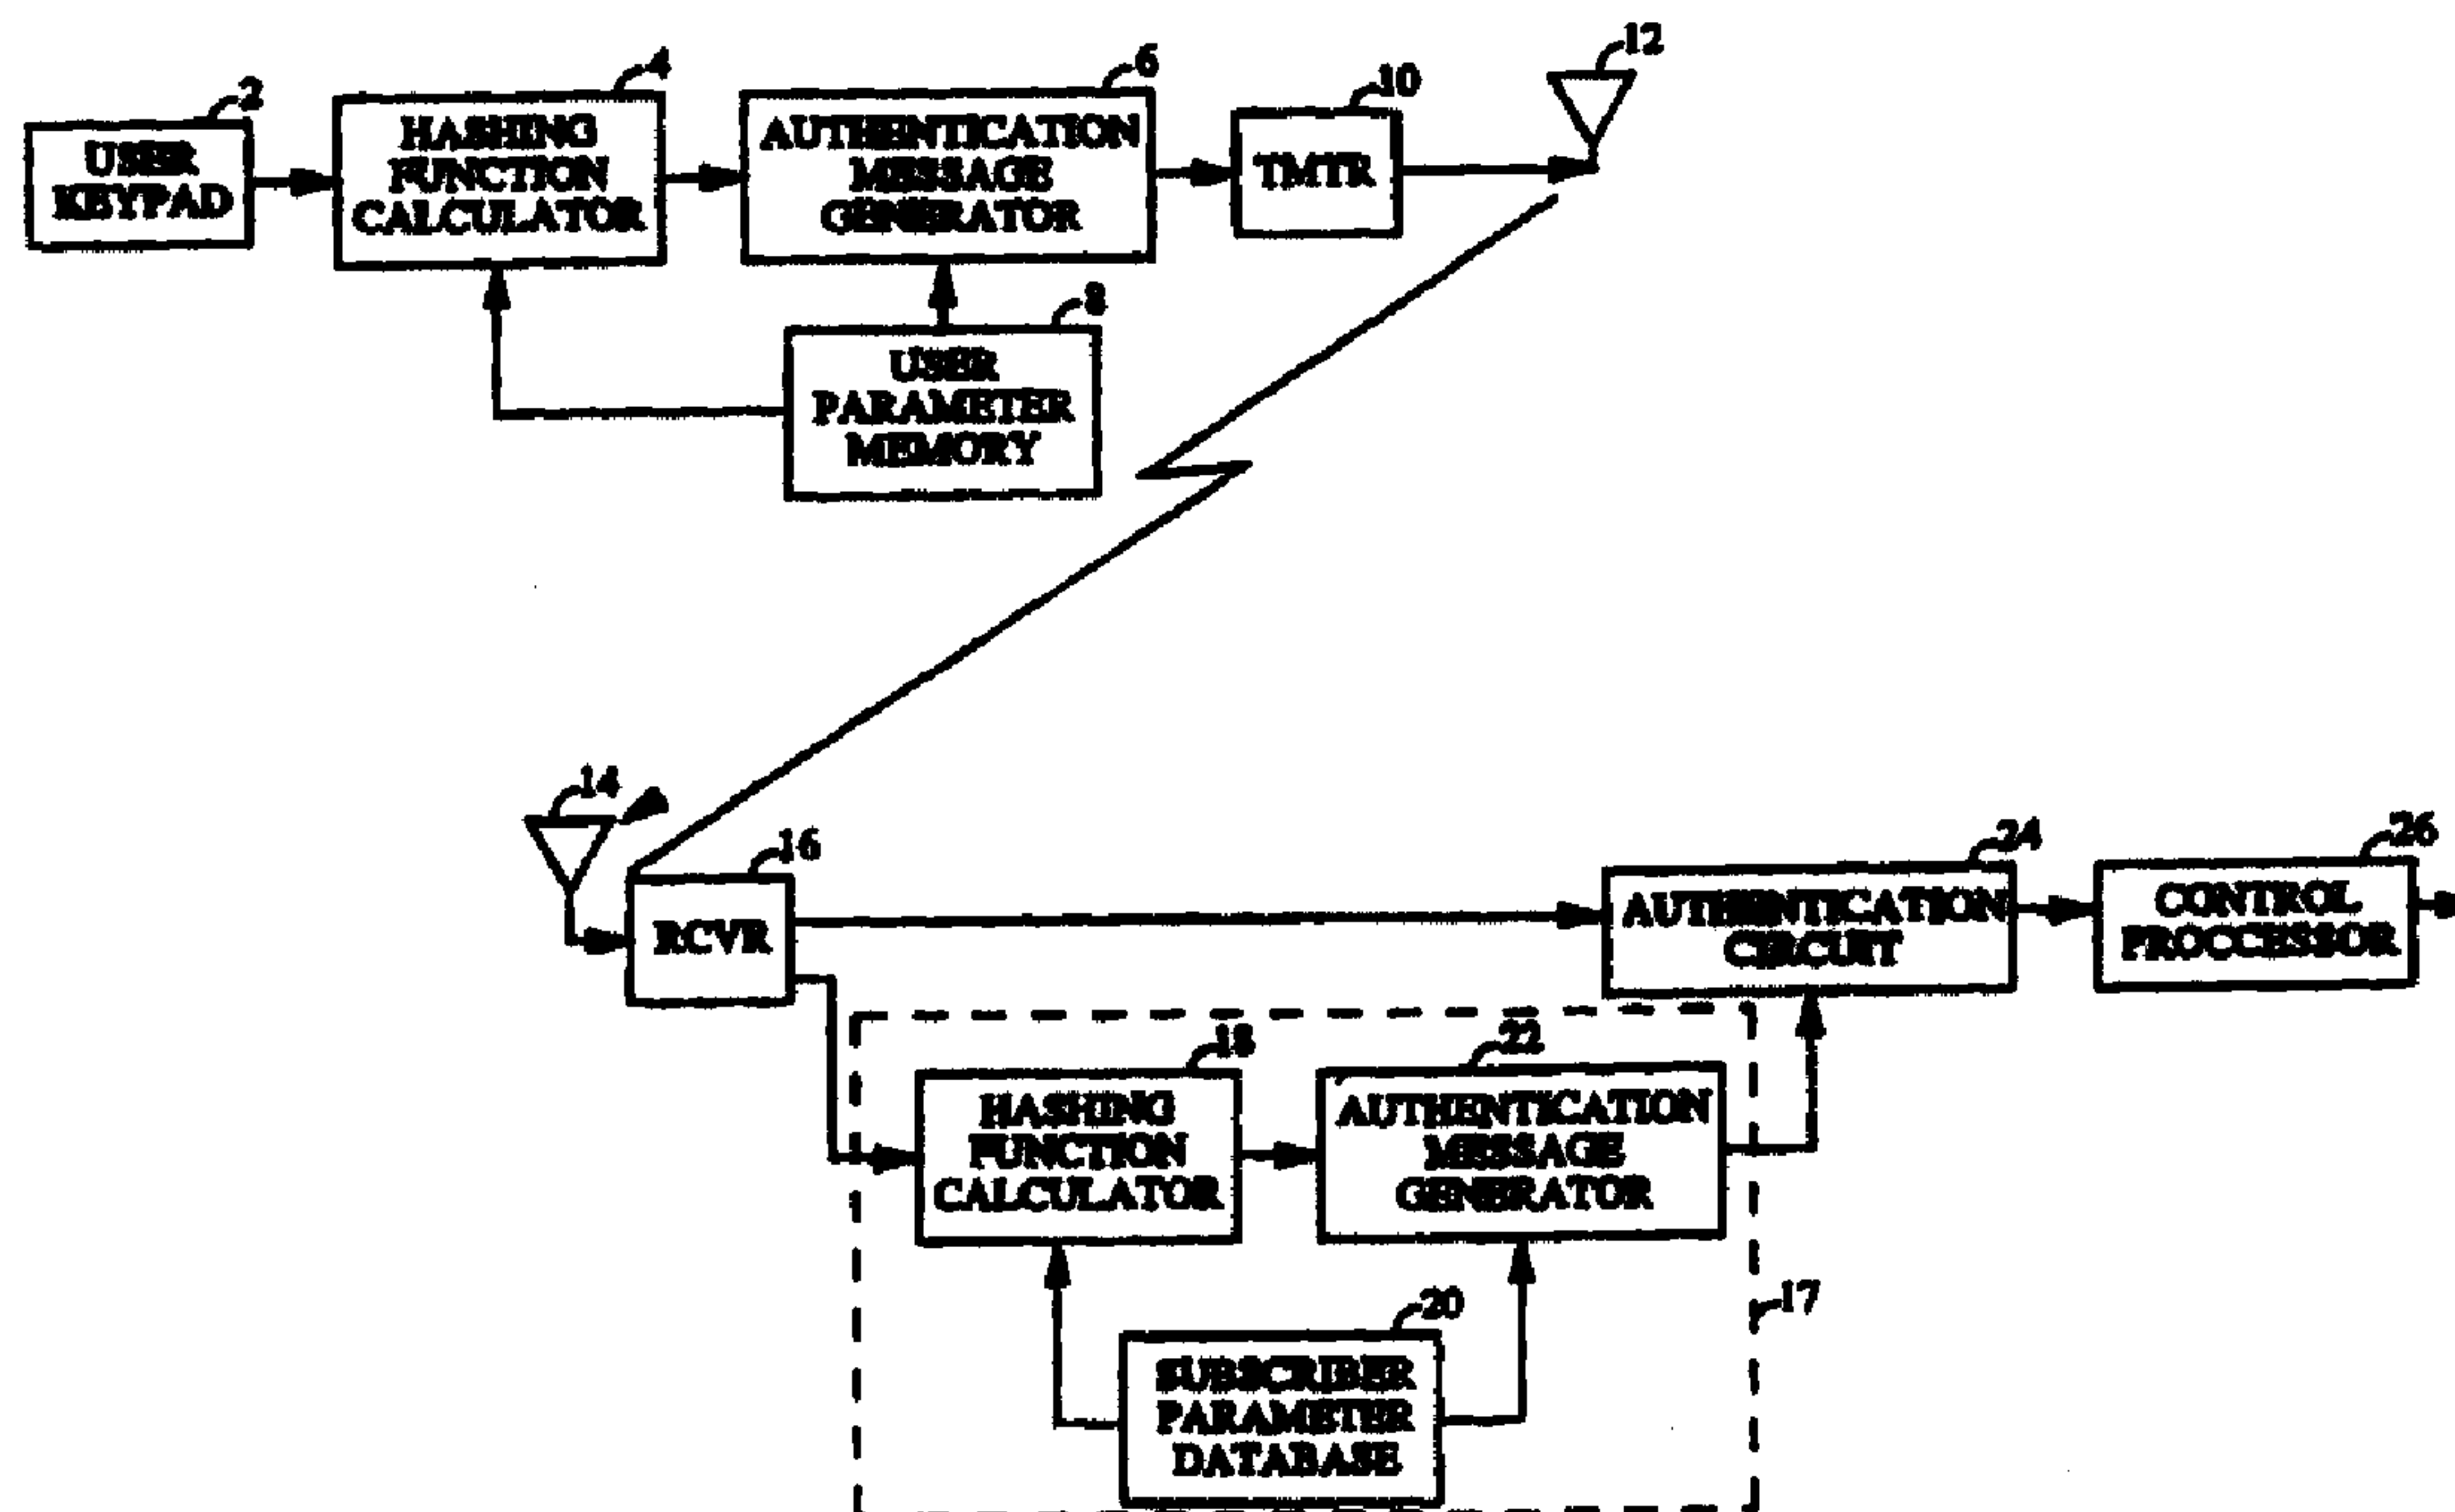 2
USER
KEYPAD
4
HASHING
FUNCTION
CALCULATOR
6
AUTHENTICATION
MESSAGE
GENERATOR
10
TMTR
12
8
USER
PARAMETER
MEMORY
14
16
RCVR
24
AUTHENTICATION
CIRCUIT
26
CONTROL
PROCCESSOR
18
HASHING
FUNCTION
CALCULATOR
22
AUTHENTICATION
MESSAGE
GENERATOR
20
SUBSCRIBER
PARAMETER
DATABASE
17